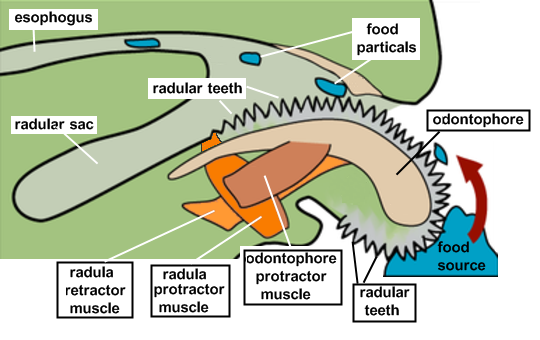 esophogus
food
particals
radular teeth
radular sac
odontophore
food
source
radula
retractor
muscle
radula
protractor
muscle
odontophore
protractor
muscle
radular
teeth